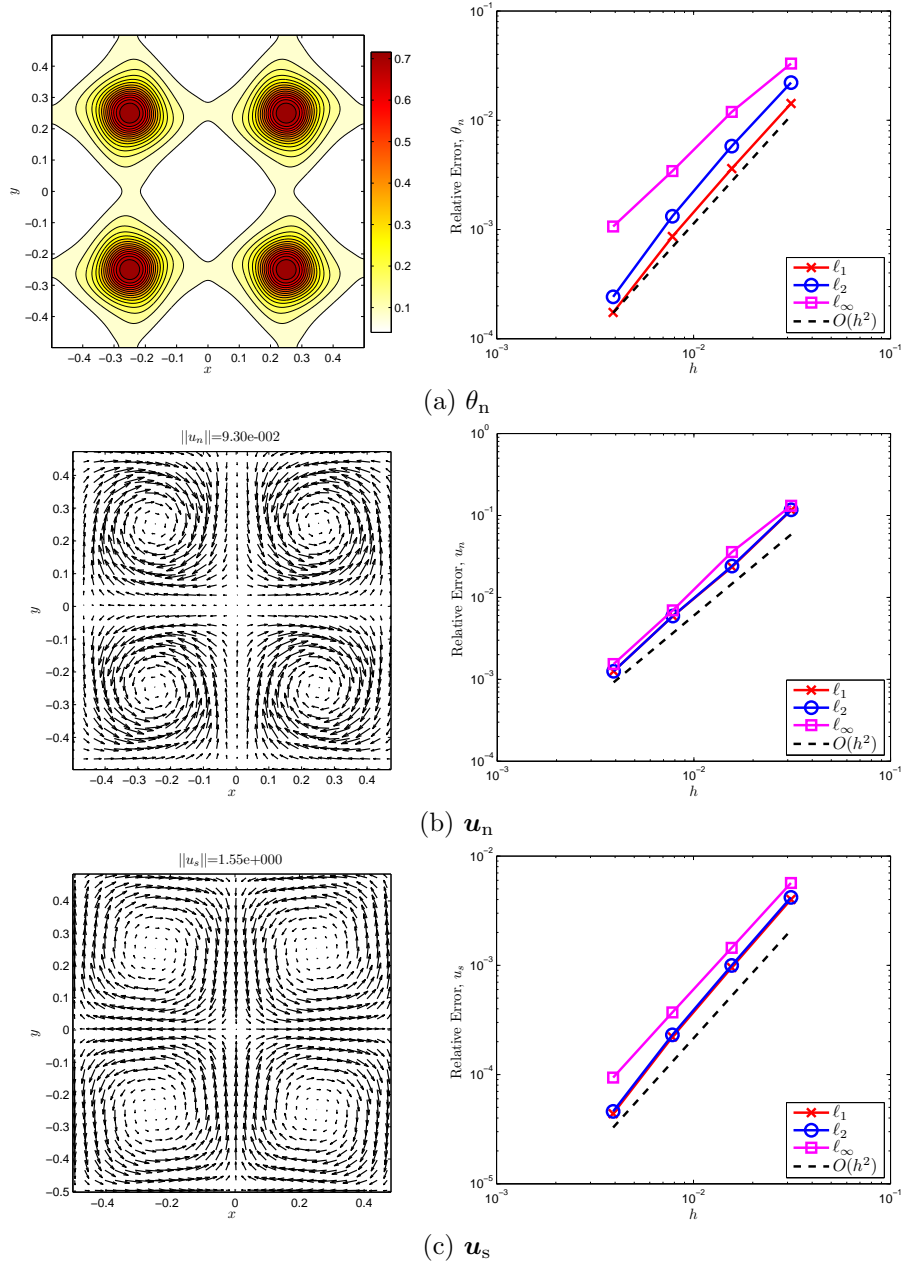 0.4
0.3
0.2
0.1
0
−0.1
−0.2
−0.3
−0.4
y
−0.4 −0.3 −0.2 −0.1 0 0.1 0.2 0.3 0.4
x
0.7
0.6
0.5
0.4
0.3
0.2
0.1
10⁻¹
10⁻²
10⁻³
10⁻⁴
Relative Error, θₙ
10⁻³ 10⁻² 10⁻¹
h
ℓ₁
ℓ₂
ℓ∞
O(h²)
(a) θₙ
||uₙ||=9.30e-002
0.4
0.3
0.2
0.1
0
−0.1
−0.2
−0.3
−0.4
y
−0.4 −0.3 −0.2 −0.1 0 0.1 0.2 0.3 0.4
x
10⁰
10⁻¹
10⁻²
10⁻³
10⁻⁴
Relative Error, uₙ
10⁻³ 10⁻² 10⁻¹
h
ℓ₁
ℓ₂
ℓ∞
O(h²)
(b) uₙ
||uₛ||=1.55e+000
0.4
0.3
0.2
0.1
0
−0.1
−0.2
−0.3
−0.4
−0.5
y
−0.4 −0.2 0 0.2 0.4
x
10⁻²
10⁻³
10⁻⁴
10⁻⁵
Relative Error, uₛ
10⁻³ 10⁻² 10⁻¹
h
ℓ₁
ℓ₂
ℓ∞
O(h²)
(c) uₛ